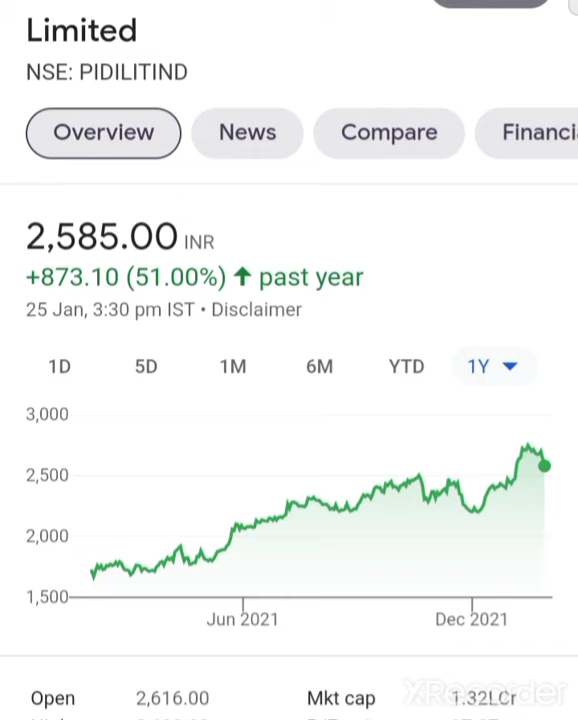 Limited
NSE: PIDILITIND
Overview News Compare Financi
2,585.00 INR
+873.10 (51.00%) ↑ past year
25 Jan, 3:30 pm IST • Disclaimer
1D 5D 1M 6M YTD 1Y
3,000
2,500
2,000
1,500
Jun 2021 Dec 2021
XRecorder
Open 2,616.00 Mkt cap 1.32LCr